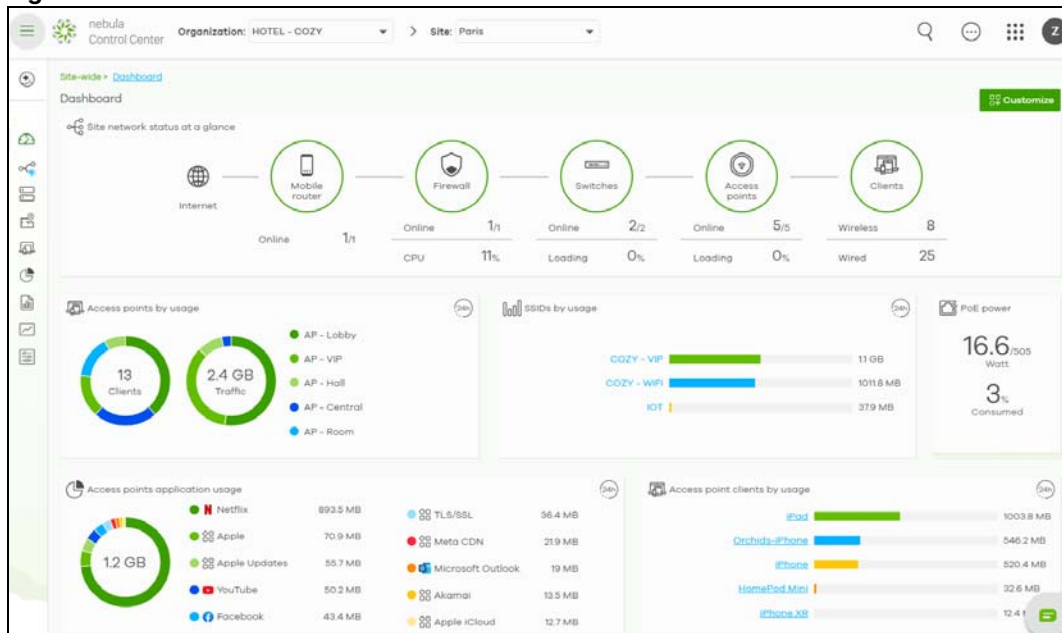 nebula
Control Center
Organization: HOTEL - COZY > Site: Paris
Z
Site-wide > Dashboard
Dashboard
Customize
Site network status at a glance
Internet
Mobile router
Firewall
Switches
Access points
Clients
Online 1/1
Online 1/1
Online 2/2
Online 5/5
Wireless 8
CPU 11%
Loading 0%
Loading 0%
Wired 25
Access points by usage
24h
13
Clients
2.4 GB
Traffic
AP - Lobby
AP - VIP
AP - Hall
AP - Central
AP - Room
SSIDs by usage
24h
COZY - VIP 1.1 GB
COZY - WIFI 1011.8 MB
IOT 37.9 MB
PoE power
16.6/505
Watt
3%
Consumed
Access points application usage
24h
1.2 GB
Netflix 893.5 MB
Apple 70.9 MB
Apple Updates 55.7 MB
YouTube 50.2 MB
Facebook 43.4 MB
TLS/SSL 36.4 MB
Meta CDN 21.9 MB
Microsoft Outlook 19 MB
Akamai 13.5 MB
Apple iCloud 12.7 MB
Access point clients by usage
24h
iPad 1003.8 MB
Orchids-iPhone 546.2 MB
iPhone 520.4 MB
HomePod Mini 32.6 MB
iPhone XR 12.4